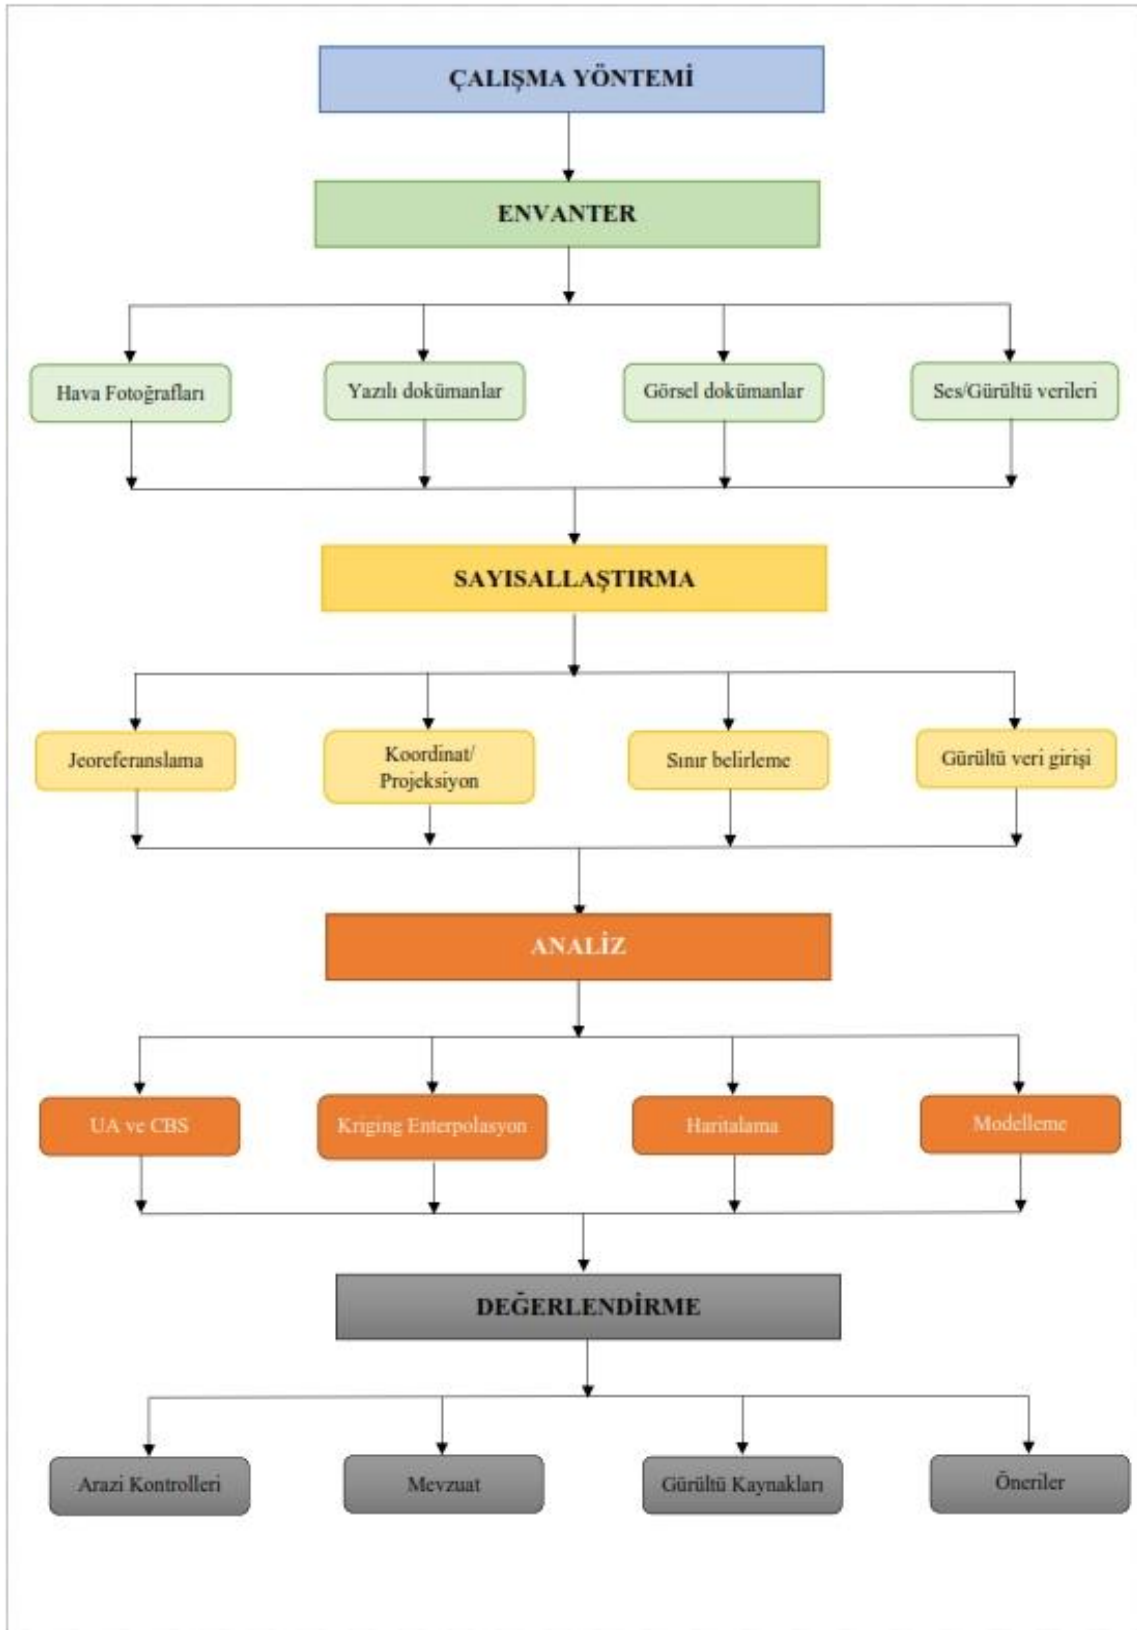 ÇALIŞMA YÖNTEMİ
ENVANTER
Hava Fotoğrafları
Yazılı dokümanlar
Görsel dokümanlar
Ses/Gürültü verileri
SAYISALLAŞTIRMA
Jeoreferanslama
Koordinat/
Projeksiyon
Sınır belirleme
Gürültü veri girişi
ANALİZ
UA ve CBS
Kriging Enterpolasyon
Haritalama
Modelleme
DEĞERLENDİRME
Arazi Kontrolleri
Mevzuat
Gürültü Kaynakları
Öneriler